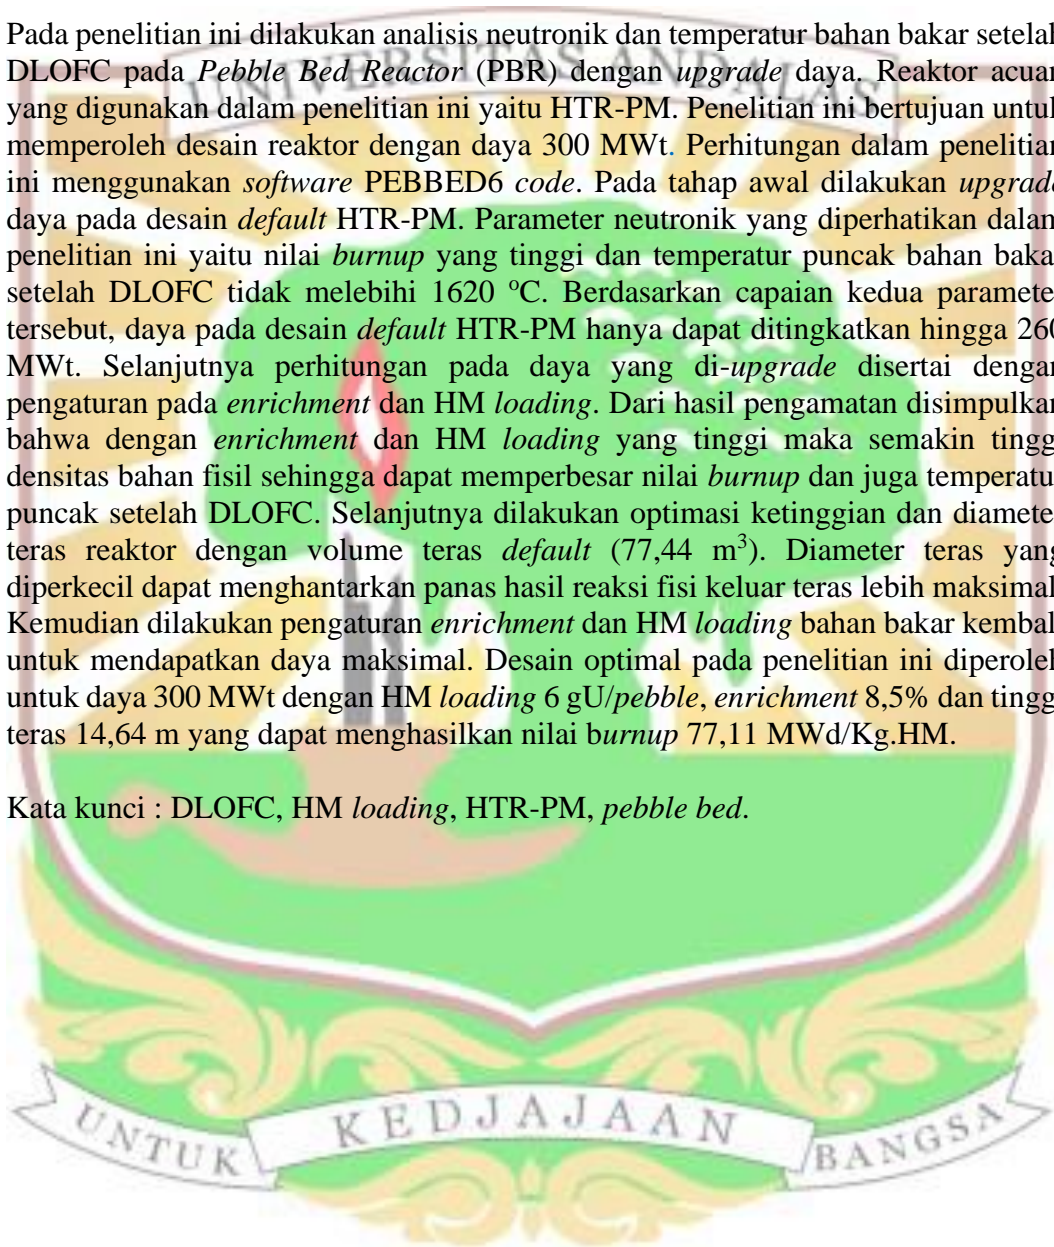 Pada penelitian ini dilakukan analisis neutronik dan temperatur bahan bakar setelah
DLOFC pada Pebble Bed Reactor (PBR) dengan upgrade daya. Reaktor acuan
yang digunakan dalam penelitian ini yaitu HTR-PM. Penelitian ini bertujuan untuk
memperoleh desain reaktor dengan daya 300 MWt. Perhitungan dalam penelitian
ini menggunakan software PEBBED6 code. Pada tahap awal dilakukan upgrade
daya pada desain default HTR-PM. Parameter neutronik yang diperhatikan dalam
penelitian ini yaitu nilai burnup yang tinggi dan temperatur puncak bahan baka
setelah DLOFC tidak melebihi 1620 °C. Berdasarkan capaian kedua paramete
tersebut, daya pada desain default HTR-PM hanya dapat ditingkatkan hingga 260
MWt. Selanjutnya perhitungan pada daya yang di-upgrade disertai dengan
pengaturan pada enrichment dan HM loading. Dari hasil pengamatan disimpulkan
bahwa dengan enrichment dan HM loading yang tinggi maka semakin tingg
densitas bahan fisil sehingga dapat memperbesar nilai burnup dan juga temperatu
puncak setelah DLOFC. Selanjutnya dilakukan optimasi ketinggian dan diamete
teras reaktor dengan volume teras default (77,44 m³). Diameter teras yang
diperkecil dapat menghantarkan panas hasil reaksi fisi keluar teras lebih maksimal
Kemudian dilakukan pengaturan enrichment dan HM loading bahan bakar kembal
untuk mendapatkan daya maksimal. Desain optimal pada penelitian ini diperoleh
untuk daya 300 MWt dengan HM loading 6 gU/pebble, enrichment 8,5% dan tingg
teras 14,64 m yang dapat menghasilkan nilai burnup 77,11 MWd/Kg.HM.
Kata kunci : DLOFC, HM loading, HTR-PM, pebble bed.
UNIVERSITAS ANDALAS
UNTUK KEDJAJAAN BANGSA